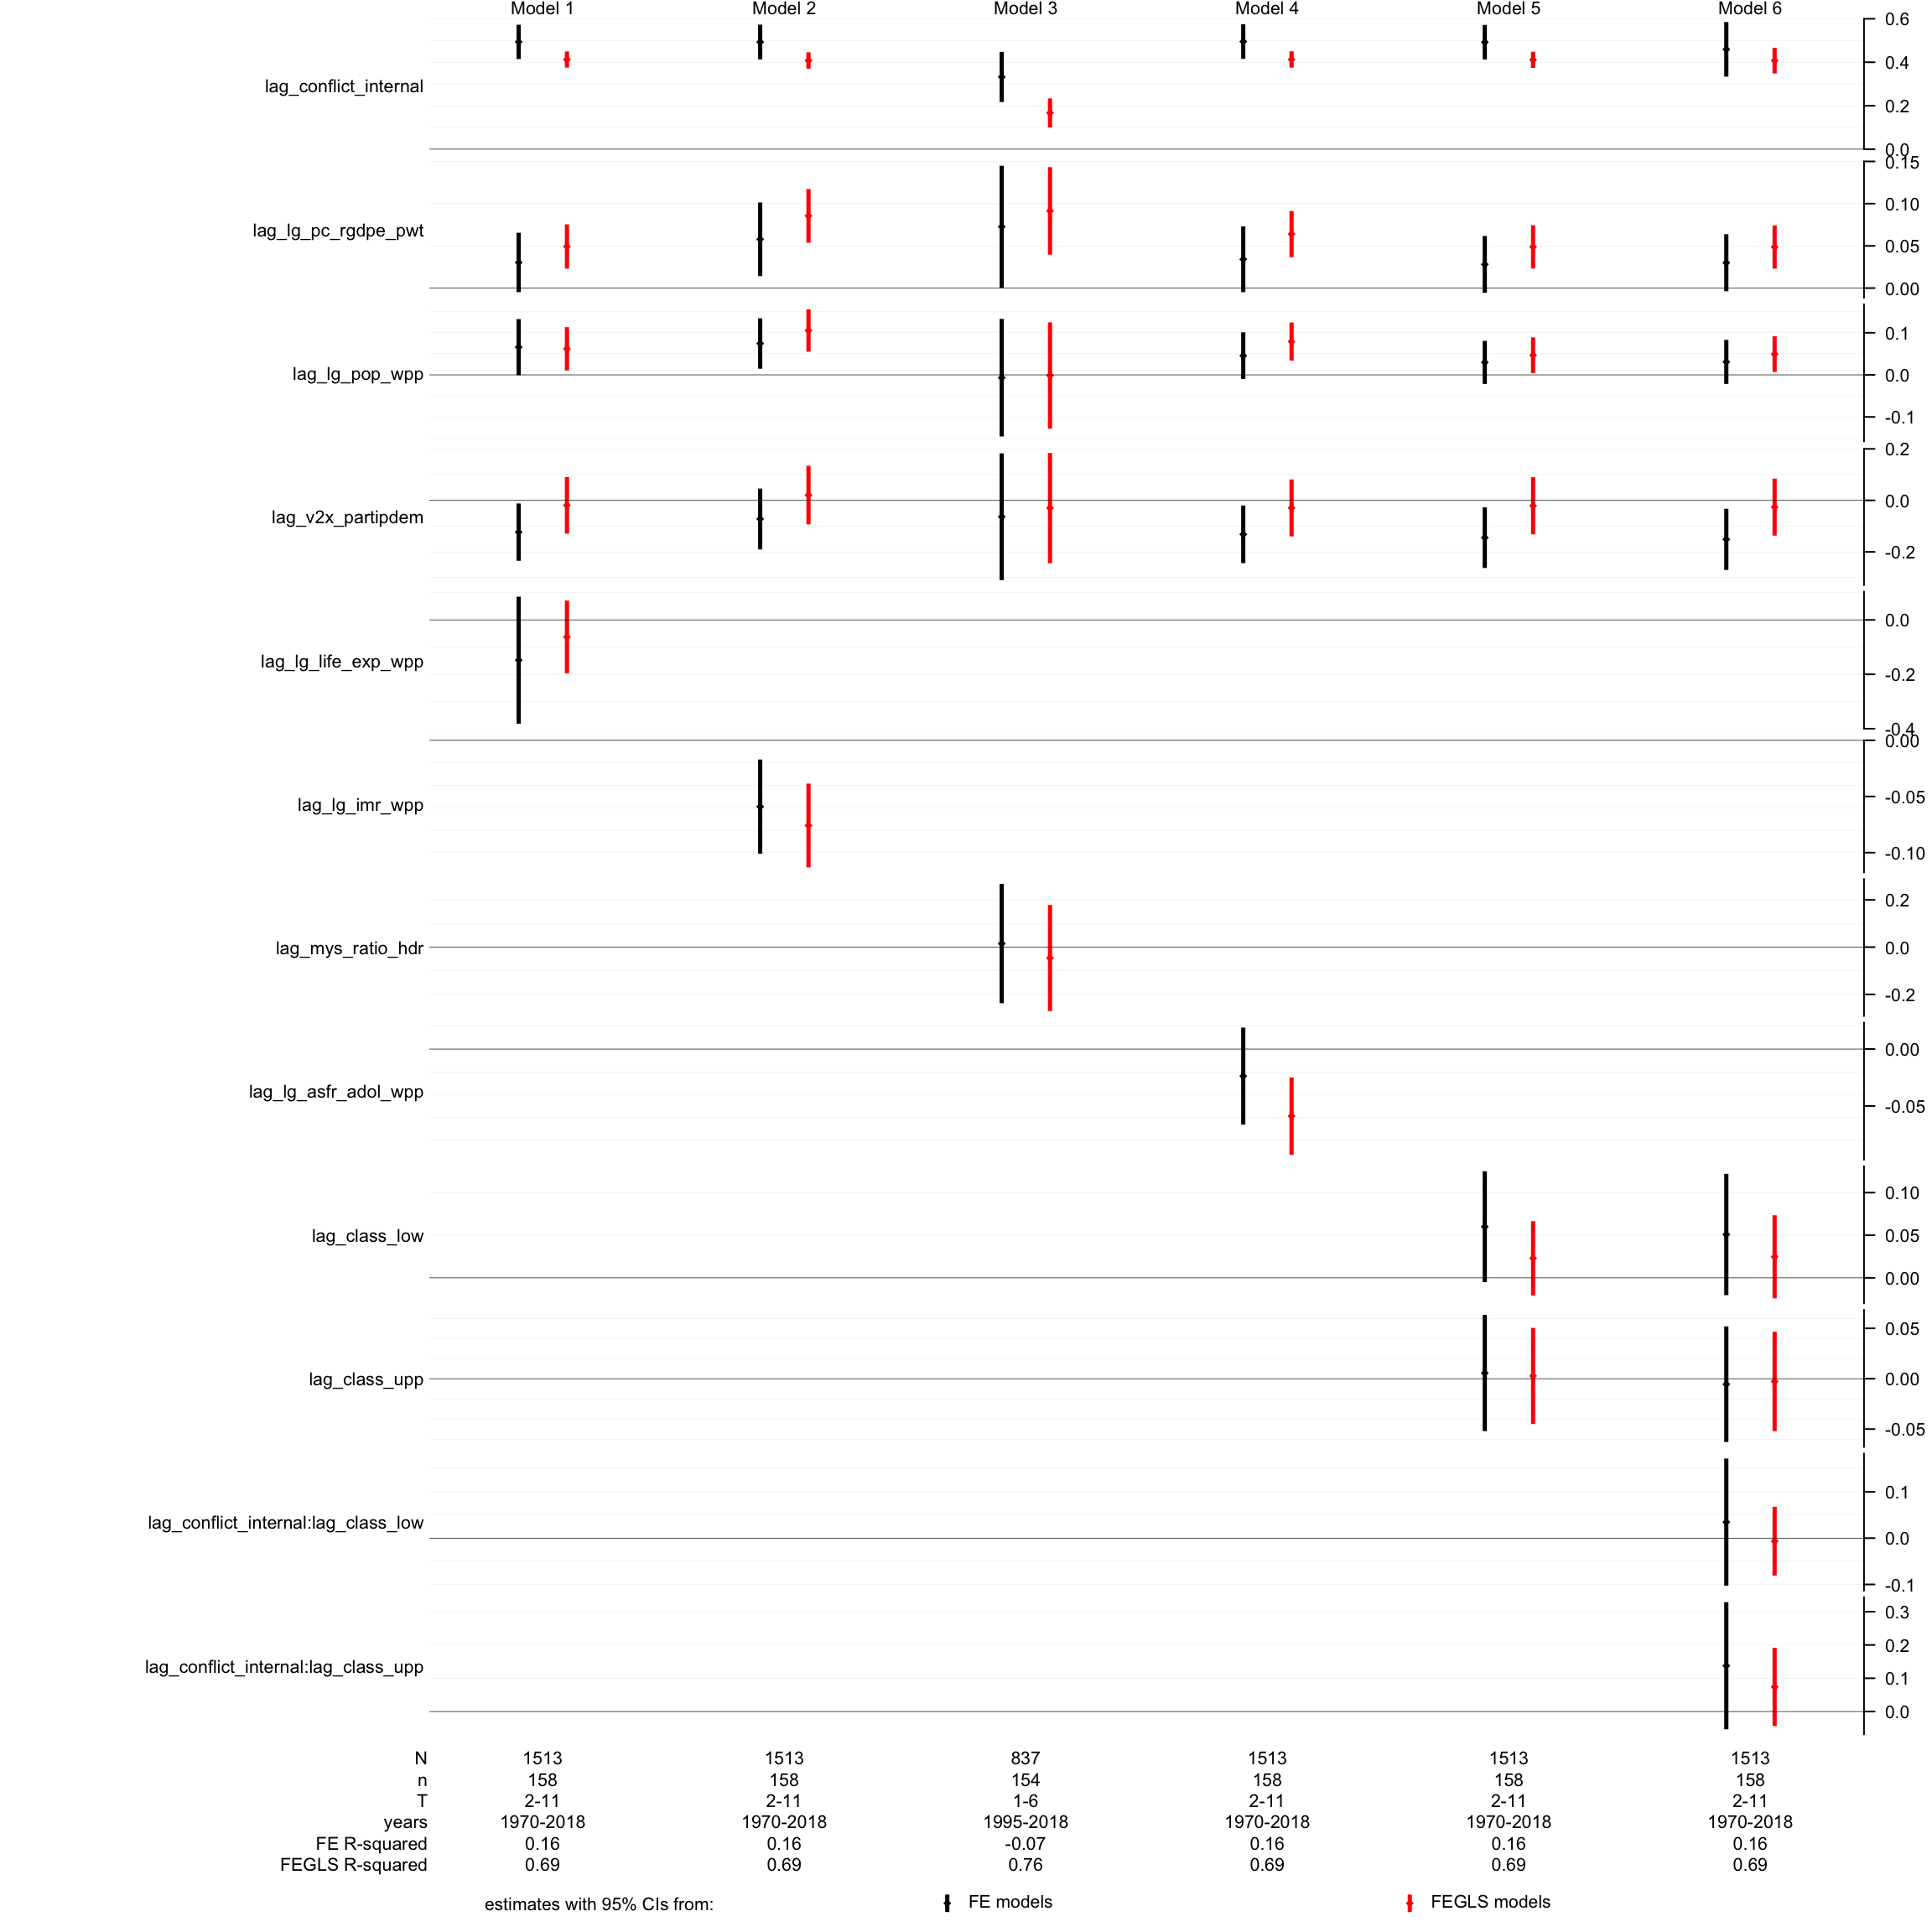 Model 1 Model 2 Model 3 Model 4 Model 5 Model 6
lag_conflict_internal
0.6
0.4
0.2
0.0
lag_lg_pc_rgdpe_pwt
0.15
0.10
0.05
0.00
lag_lg_pop_wpp
0.1
0.0
-0.1
lag_v2x_partipdem
0.2
0.0
-0.2
lag_lg_life_exp_wpp
0.0
-0.2
-0.4
lag_lg_imr_wpp
0.00
-0.05
-0.10
lag_mys_ratio_hdr
0.2
0.0
-0.2
lag_lg_asfr_adol_wpp
0.00
-0.05
lag_class_low
0.10
0.05
0.00
lag_class_upp
0.05
0.00
-0.05
lag_conflict_internal:lag_class_low
0.1
0.0
-0.1
lag_conflict_internal:lag_class_upp
0.3
0.2
0.1
0.0
N 1513 1513 837 1513 1513 1513
n 158 158 154 158 158 158
T 2-11 2-11 1-6 2-11 2-11 2-11
years 1970-2018 1970-2018 1995-2018 1970-2018 1970-2018 1970-2018
FE R-squared 0.16 0.16 -0.07 0.16 0.16 0.16
FEGLS R-squared 0.69 0.69 0.76 0.69 0.69 0.69
estimates with 95% CIs from: FE models FEGLS models